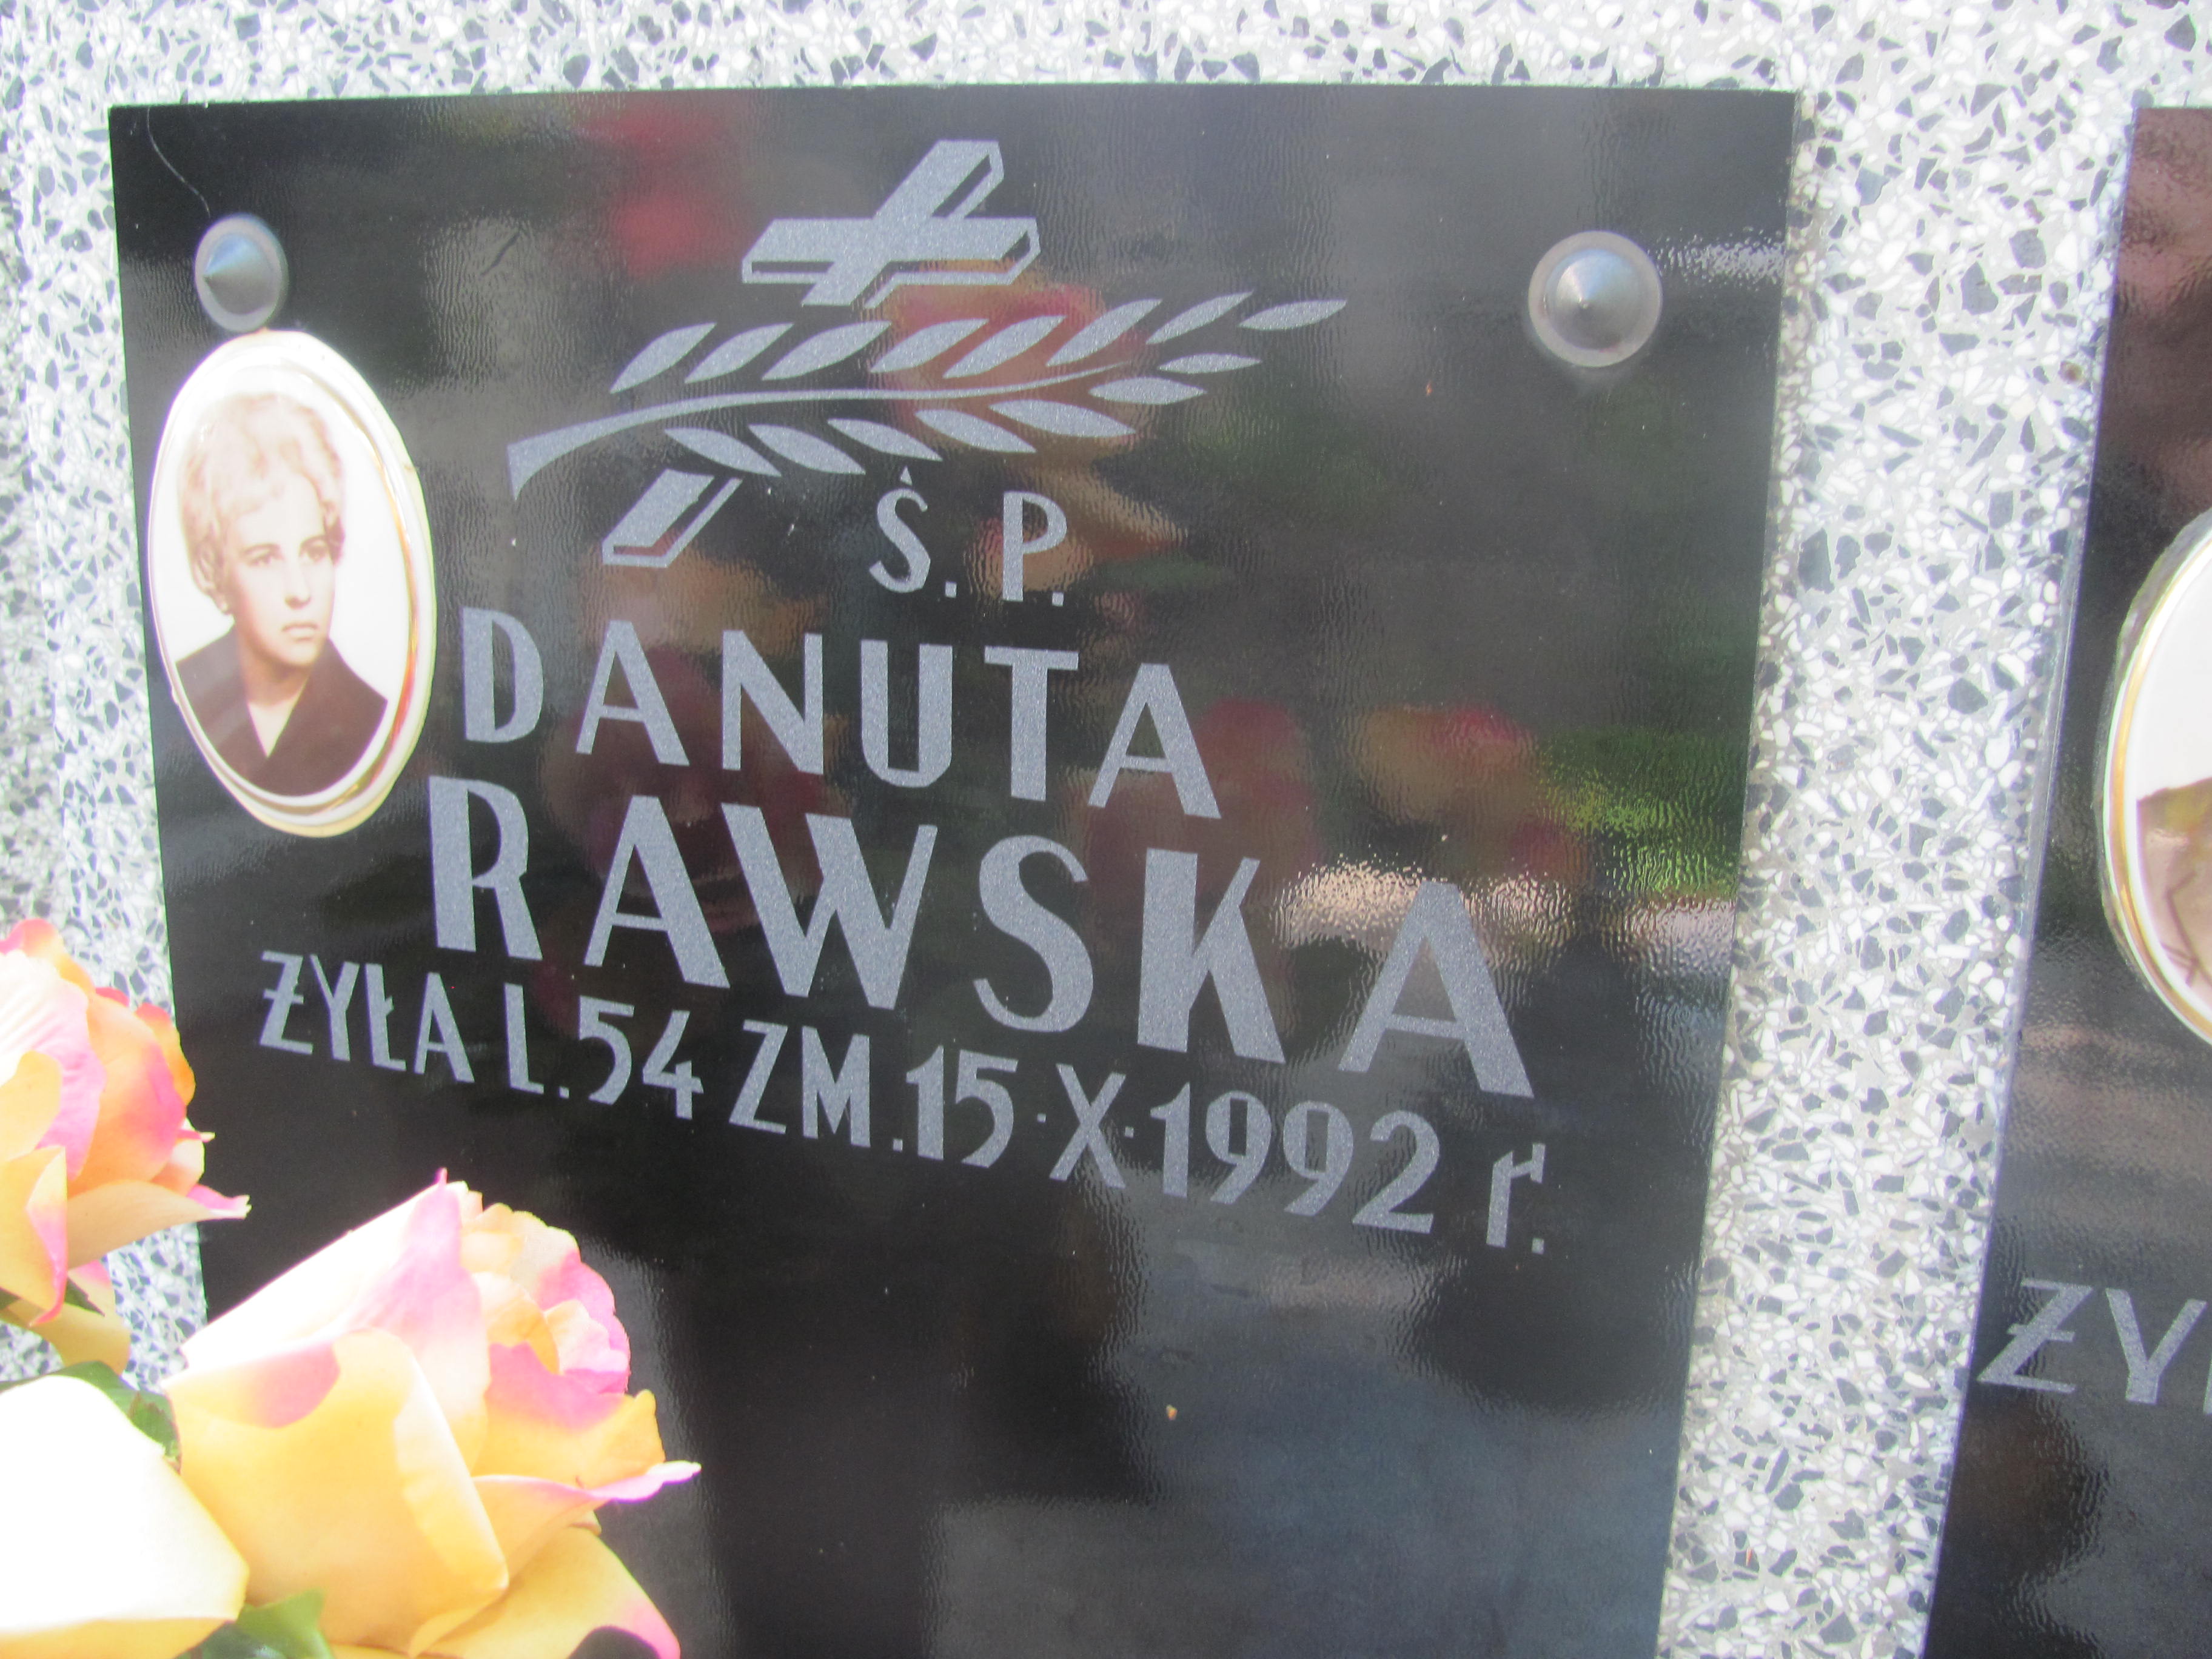 Ś. P.
DANUTA
RAWSKA
ŻYŁA L. 54 ZM. 15·X·1992 r.